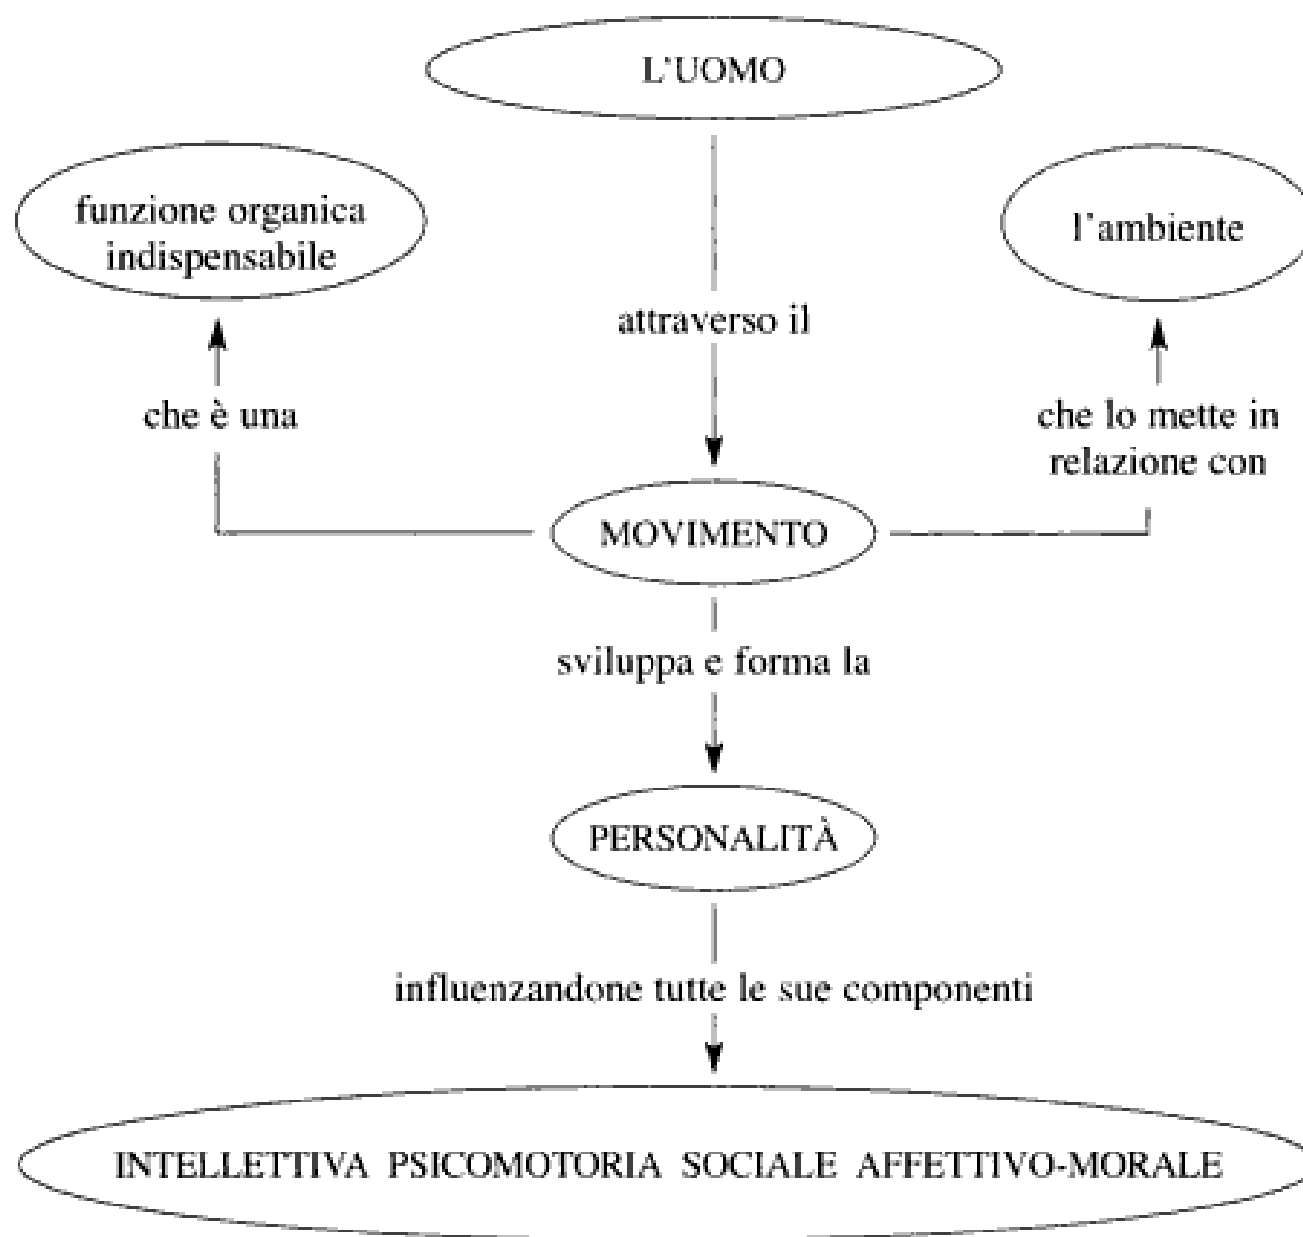 L'UOMO
funzione organica
indispensabile
l'ambiente
attraverso il
che è una
che lo mette in
relazione con
MOVIMENTO
sviluppa e forma la
PERSONALITÀ
influenzandone tutte le sue componenti
INTELLETTIVA PSICOMOTORIA SOCIALE AFFETTIVO-MORALE